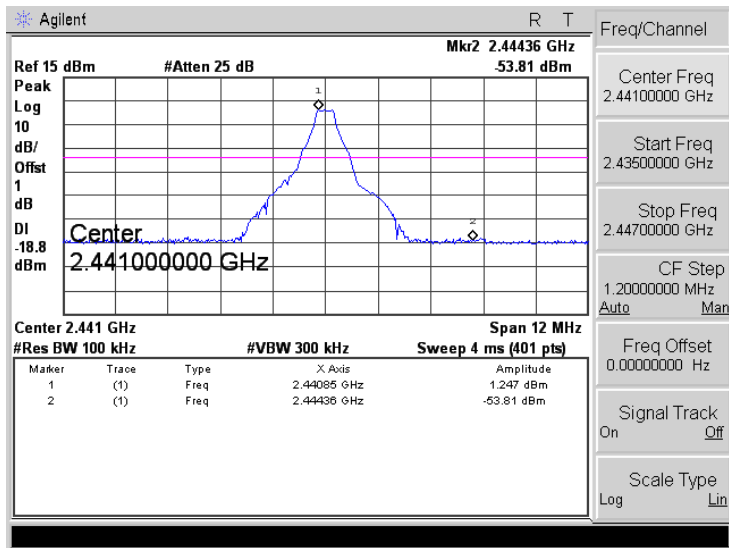 Agilent R T
Mkr2 2.44436 GHz
Ref 15 dBm #Atten 25 dB -53.81 dBm
Peak
Log
10
dB/
Offst
1
dB
DI
-18.8
dBm
1
2
Center
2.441000000 GHz
Center 2.441 GHz Span 12 MHz
#Res BW 100 kHz #VBW 300 kHz Sweep 4 ms (401 pts)
Marker Trace Type X Axis Amplitude
1 (1) Freq 2.44085 GHz 1.247 dBm
2 (1) Freq 2.44436 GHz -53.81 dBm
Freq/Channel
Center Freq
2.44100000 GHz
Start Freq
2.43500000 GHz
Stop Freq
2.44700000 GHz
CF Step
1.20000000 MHz
Auto Man
Freq Offset
0.00000000 Hz
Signal Track
On Off
Scale Type
Log Lin